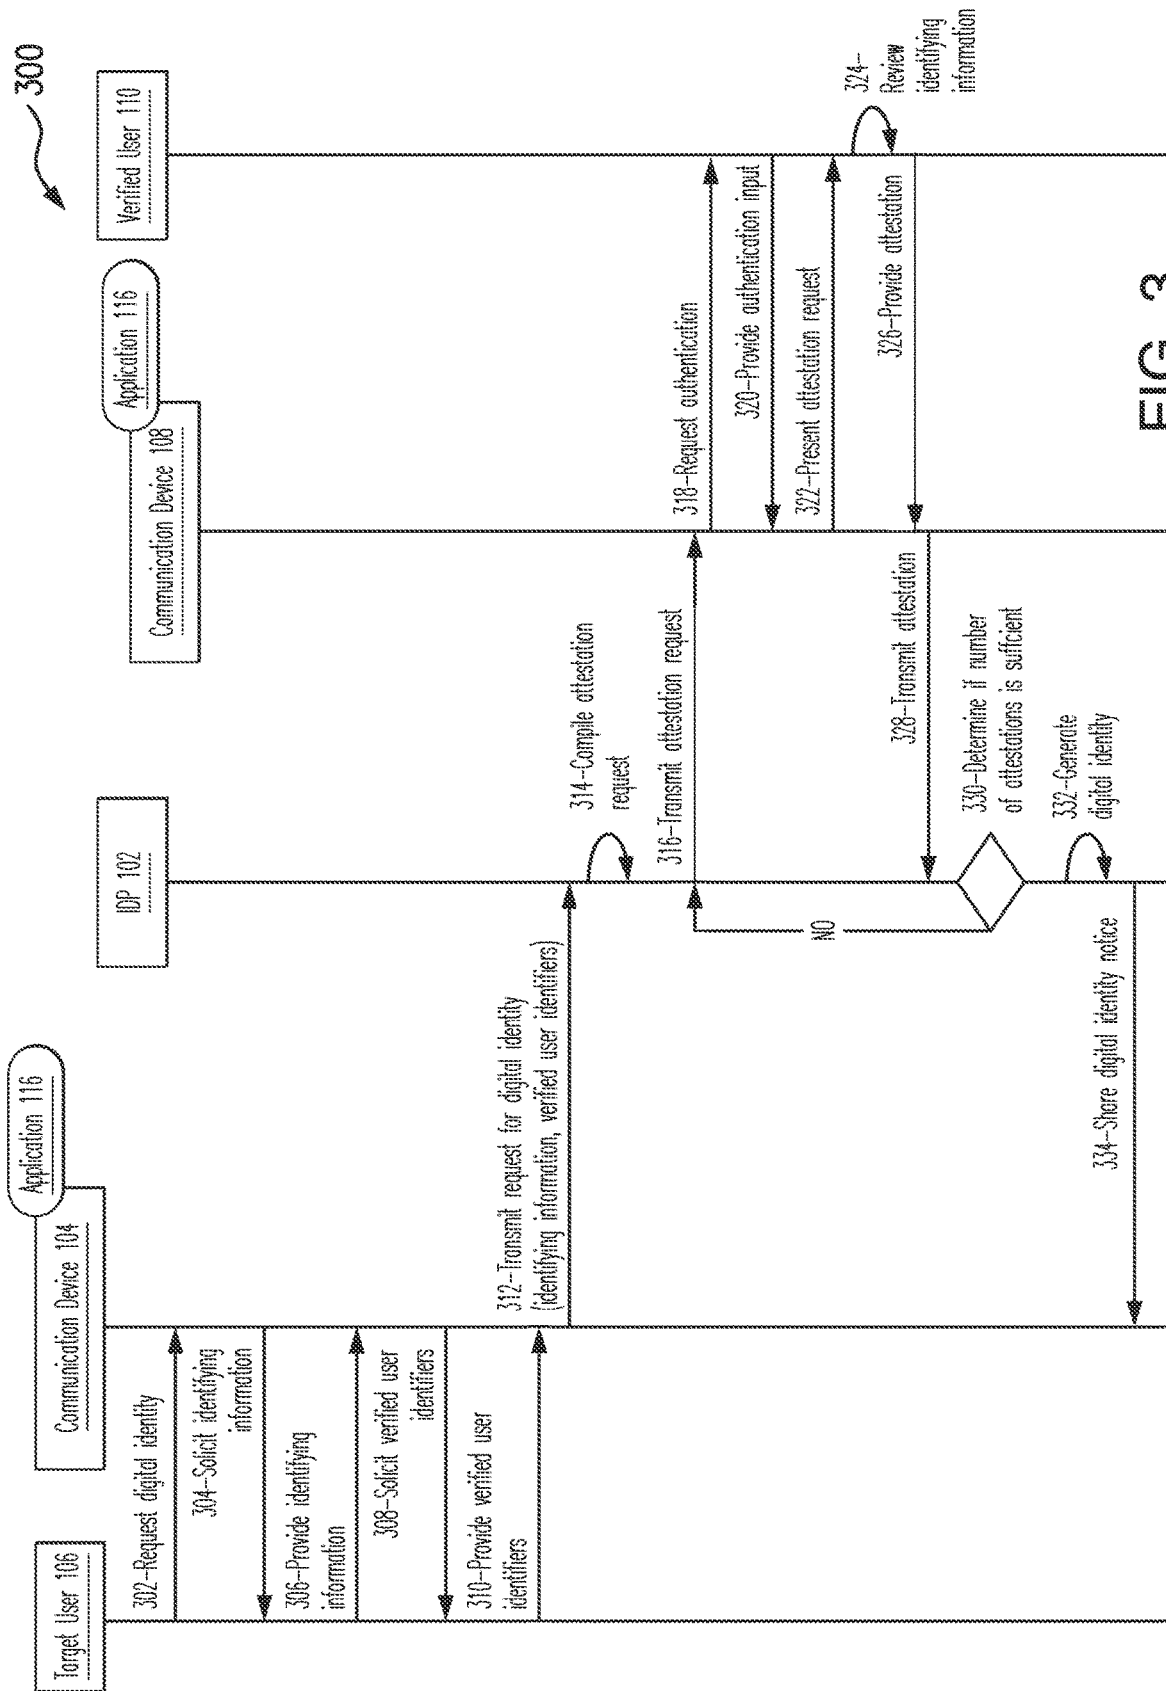 300
Target User 106
Communication Device 104
Application 116
IDP 102
Communication Device 108
Application 116
Verified User 110
302-Request digital identity
304-Solicit identifying
information
306-Provide identifying
information
308-Solicit verified user
identifiers
310-Provide verified user
identifiers
312-Transmit request for digital identity
(identifying information, verified user identifiers)
314-Compile attestation
request
316-Transmit attestation request
318-Request authentication
320-Provide authentication input
322-Present attestation request
324-
Review
identifying
information
326-Provide attestation
328-Transmit attestation
330-Determine if number
of attestations is suffcient
NO
332-Generate
digital identity
334-Share digital identity notice
FIG. 3